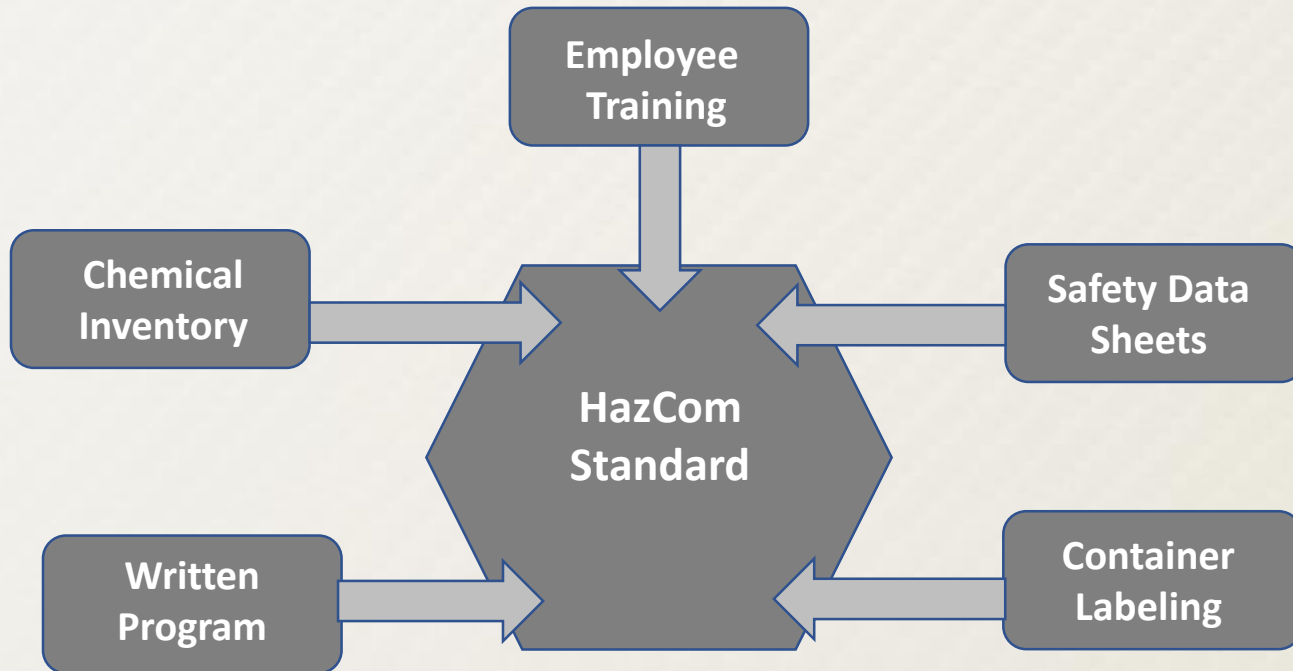 Employee
Training
Chemical
Inventory
Safety Data
Sheets
HazCom
Standard
Written
Program
Container
Labeling